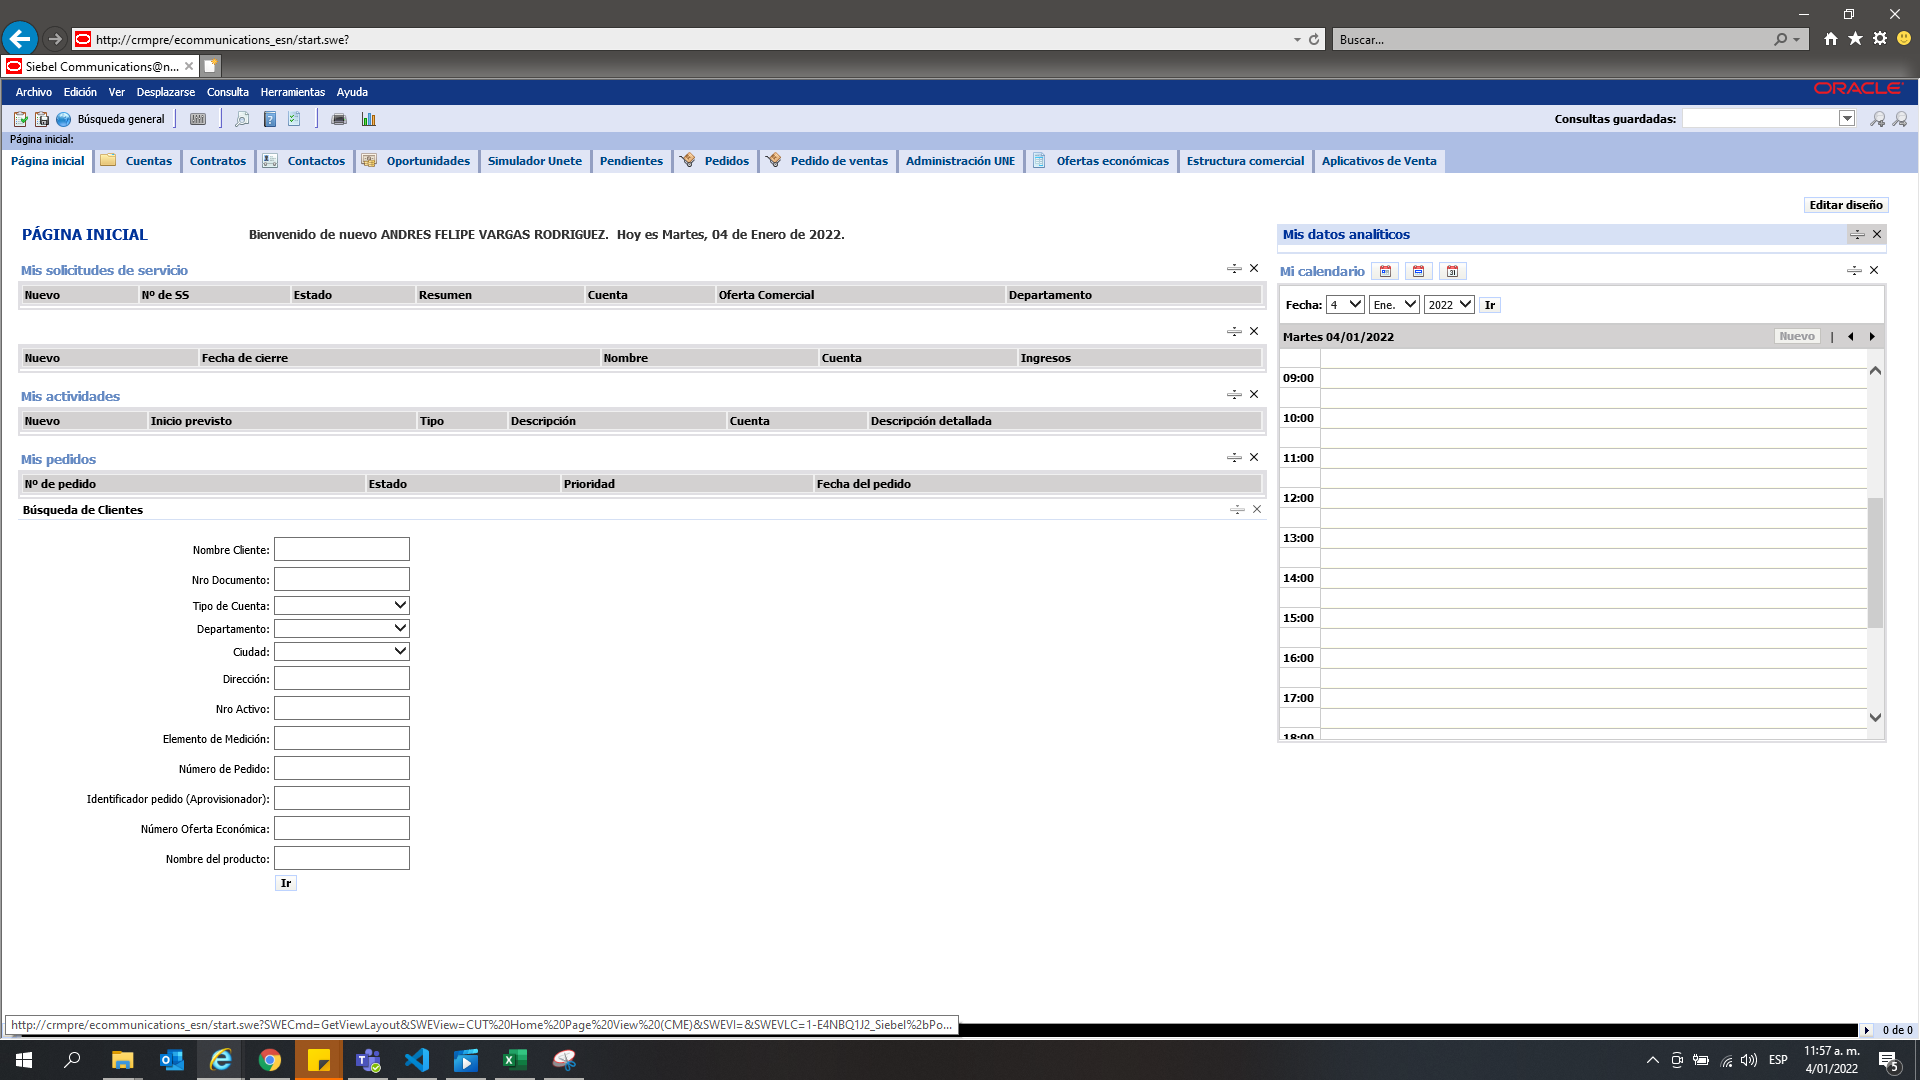 http://crmpre/ecommunications_esn/start.swe?
Buscar...
Siebel Communications@n...
Archivo Edición Ver Desplazarse Consulta Herramientas Ayuda
ORACLE
Búsqueda general
Consultas guardadas:
Página inicial:
Página inicial Cuentas Contratos Contactos Oportunidades Simulador Unete Pendientes Pedidos Pedido de ventas Administración UNE Ofertas económicas Estructura comercial Aplicativos de Venta
Editar diseño
PÁGINA INICIAL
Bienvenido de nuevo ANDRES FELIPE VARGAS RODRIGUEZ. Hoy es Martes, 04 de Enero de 2022.
Mis solicitudes de servicio
Nuevo Nº de SS Estado Resumen Cuenta Oferta Comercial Departamento
Nuevo Fecha de cierre Nombre Cuenta Ingresos
Mis actividades
Nuevo Inicio previsto Tipo Descripción Cuenta Descripción detallada
Mis pedidos
Nº de pedido Estado Prioridad Fecha del pedido
Búsqueda de Clientes
Nombre Cliente:
Nro Documento:
Tipo de Cuenta:
Departamento:
Ciudad:
Dirección:
Nro Activo:
Elemento de Medición:
Número de Pedido:
Identificador pedido (Aprovisionador):
Número Oferta Económica:
Nombre del producto:
Ir
Mis datos analíticos
Mi calendario
31
Fecha: 4 Ene. 2022 Ir
Martes 04/01/2022 Nuevo |
09:00
10:00
11:00
12:00
13:00
14:00
15:00
16:00
17:00
18:00
http://crmpre/ecommunications_esn/start.swe?SWECmd=GetViewLayout&SWEView=CUT%20Home%20Page%20View%20(CME)&SWEVI=&SWEVLC=1-E4NBQ1J2_Siebel%2bPo...
0 de 0
ESP
11:57 a. m.
4/01/2022
5